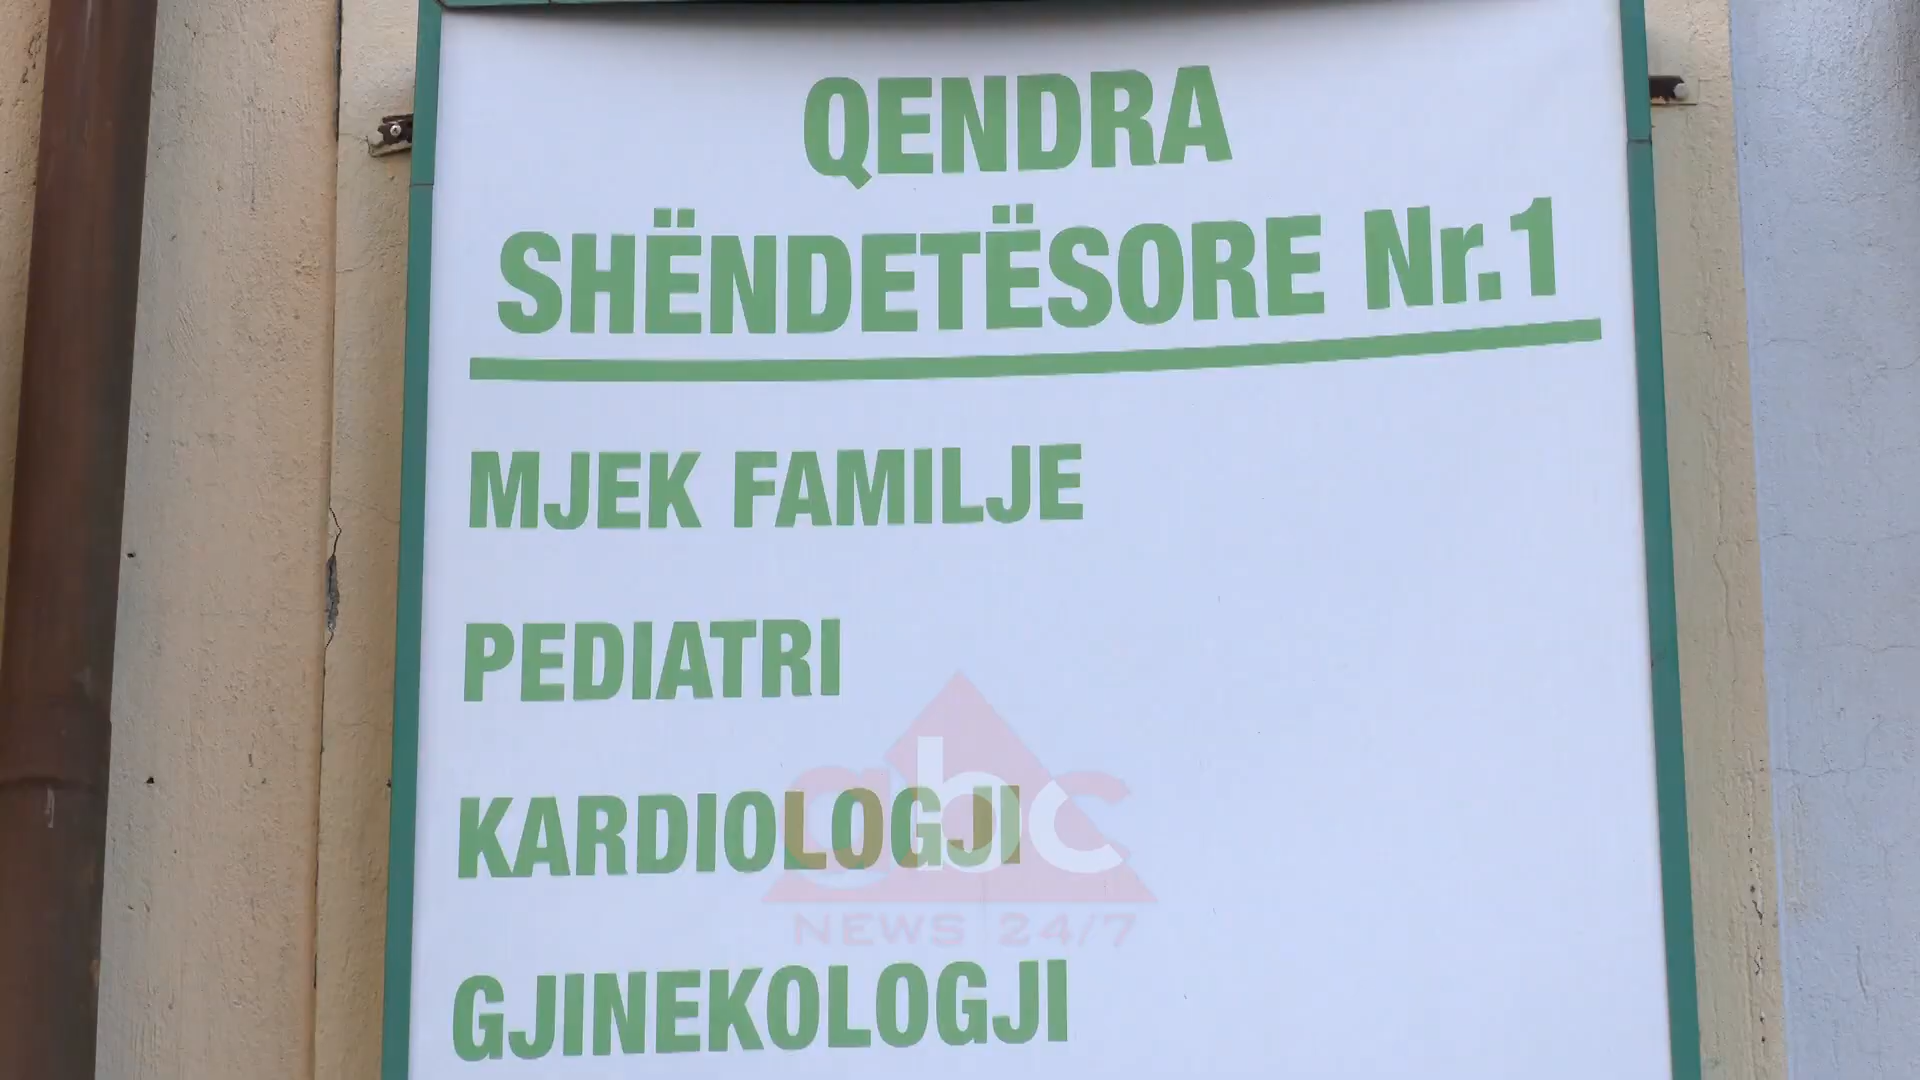 QENDRA
SHËNDETËSORE Nr.1
MJEK FAMILJE
PEDIATRI
KARDIOLOGJI
abc
NEWS 24/7
GJINEKOLOGJI